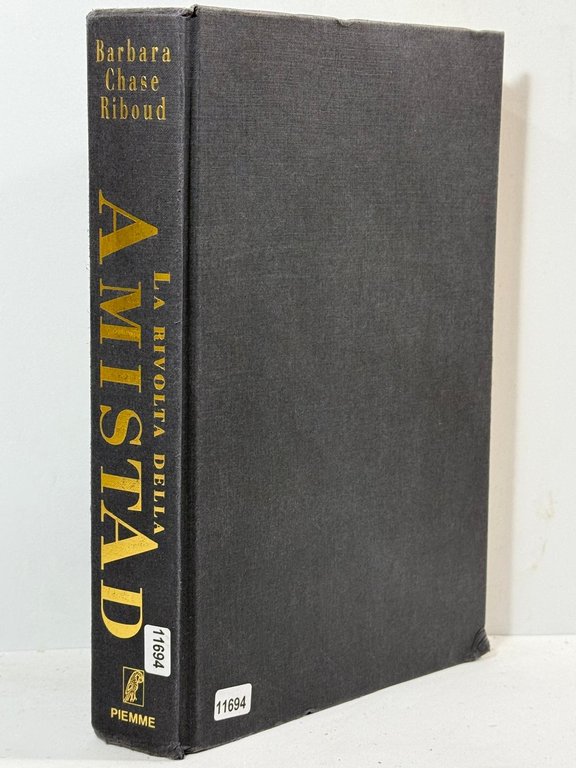 Barbara
Chase
Riboud
LA RIVOLTA DELLA
AMISTAD
11694
PIEMME
11694